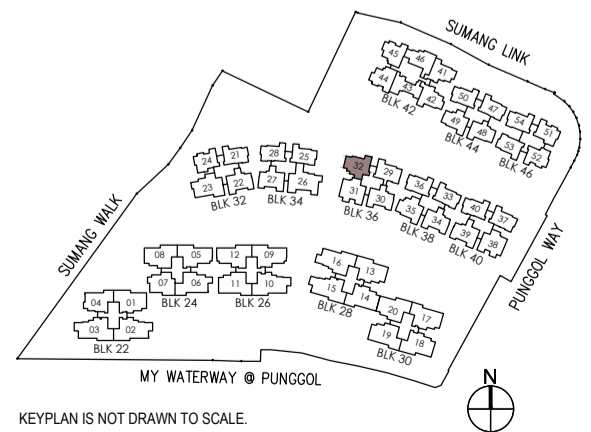 SUMANG LINK
45 46 41
44 43 42
BLK 42
50 47
49 48
BLK 44
54 51
53 52
BLK 46
24 21
23 22
BLK 32
28 25
27 26
BLK 34
32 29
31 30
BLK 36
36 33
35 34
BLK 38
40 37
39 38
BLK 40
SUMANG WALK
PUNGGOL WAY
08 05
07 06
BLK 24
12 09
11 10
BLK 26
16 13
15 14
BLK 28
20 17
19 18
BLK 30
04 01
03 02
BLK 22
MY WATERWAY @ PUNGGOL
N
KEYPLAN IS NOT DRAWN TO SCALE.